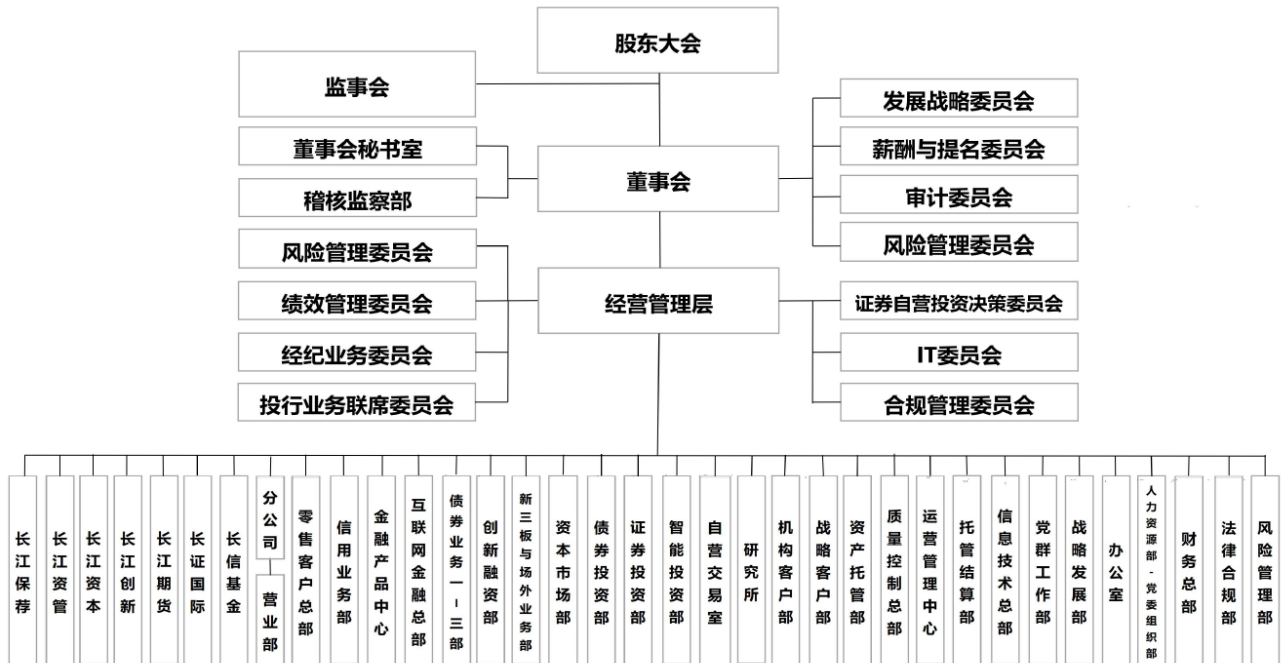 股东大会
监事会
发展战略委员会
董事会秘书室
薪酬与提名委员会
董事会
稽核监察部
审计委员会
风险管理委员会
风险管理委员会
绩效管理委员会
经营管理层
证券自营投资决策委员会
经纪业务委员会
IT委员会
投行业务联席委员会
合规管理委员会
长江保荐
长江资管
长江资本
长江创新
长江期货
长证国际
长信基金
分公司
营业部
零售客户总部
信用业务部
金融产品中心
互联网金融总部
债券业务一-三部
创新融资部
新三板与场外业务部
资本市场部
债券投资部
证券投资部
智能投资部
自营交易室
研究所
机构客户部
战略客户部
资产托管部
质量控制总部
运营管理中心
托管结算部
信息技术总部
党群工作部
战略发展部
办公室
人力资源部-党委组织部
财务总部
法律合规部
风险管理部